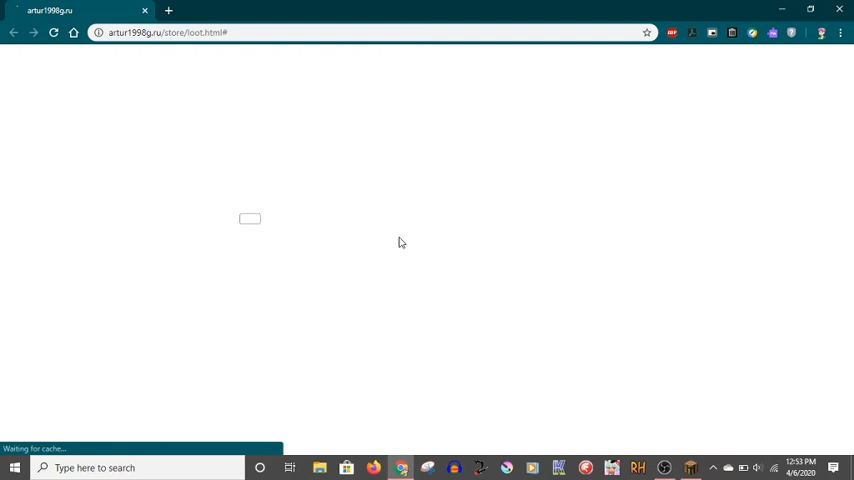 artur1998g.ru
artur1998g.ru/store/loot.html#
Waiting for cache...
Type here to search
RH
12:53 PM
4/6/2020